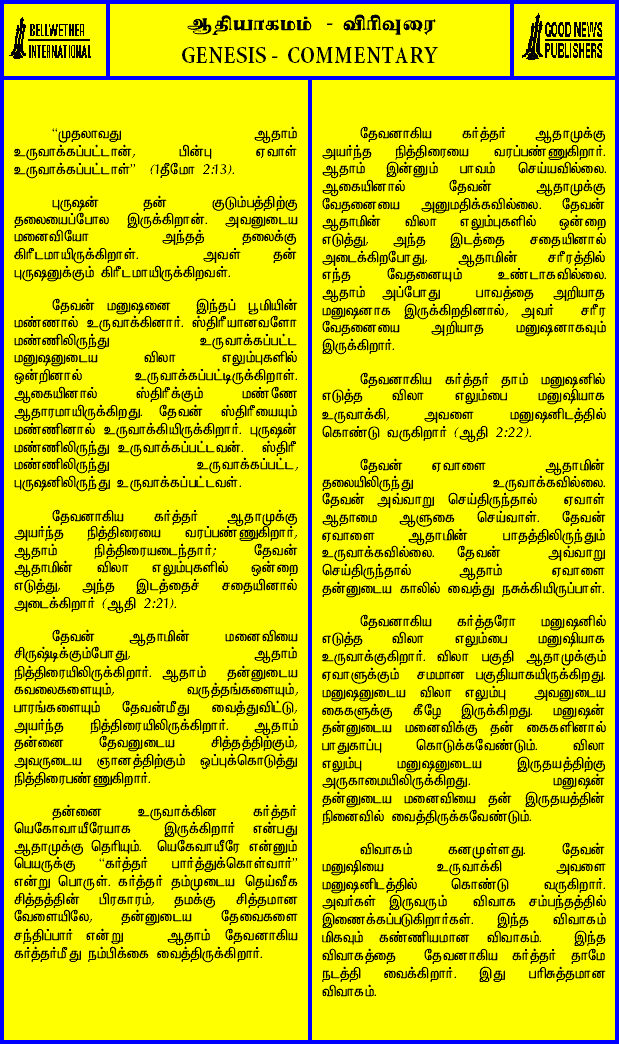 BELLWETHER
INTERNATIONAL
ஆதியாகமம் - விரிவுரை
GENESIS - COMMENTARY
GOOD NEWS
PUBLISHERS
“முதலாவது ஆதாம்
உருவாக்கப்பட்டான், பின்பு ஏவாள்
உருவாக்கப்பட்டாள்” (1தீமோ 2:13).
புருஷன் தன் குடும்பத்திற்கு
தலையைப்போல இருக்கிறான். அவனுடைய
மனைவியோ அந்தத் தலைக்கு
கிரீடமாயிருக்கிறாள். அவள் தன்
புருஷனுக்கும் கிரீடமாயிருக்கிறவள்.
தேவன் மனுஷனை இந்தப் பூமியின்
மண்ணால் உருவாக்கினார். ஸ்திரீயானவளோ
மண்ணிலிருந்து உருவாக்கப்பட்ட
மனுஷனுடைய விலா எலும்புகளில்
ஒன்றினால் உருவாக்கப்பட்டிருக்கிறாள்.
ஆகையினால் ஸ்திரீக்கும் மண்ணே
ஆதாரமாயிருக்கிறது. தேவன் ஸ்திரீயையும்
மண்ணினால் உருவாக்கியிருக்கிறார். புருஷன்
மண்ணிலிருந்து உருவாக்கப்பட்டவன். ஸ்திரீ
மண்ணிலிருந்து உருவாக்கப்பட்ட,
புருஷனிலிருந்து உருவாக்கப்பட்டவள்.
தேவனாகிய கர்த்தர் ஆதாமுக்கு
அயர்ந்த நித்திரையை வரப்பண்ணுகிறார்,
ஆதாம் நித்திரையடைந்தார்; தேவன்
ஆதாமின் விலா எலும்புகளில் ஒன்றை
எடுத்து, அந்த இடத்தைச் சதையினால்
அடைக்கிறார் (ஆதி 2:21).
தேவன் ஆதாமின் மனைவியை
சிருஷ்டிக்கும்போது, ஆதாம்
நித்திரையிலிருக்கிறார். ஆதாம் தன்னுடைய
கவலைகளையும், வருத்தங்களையும்,
பாரங்களையும் தேவன்மீது வைத்துவிட்டு,
அயர்ந்த நித்திரையிலிருக்கிறார். ஆதாம்
தன்னை தேவனுடைய சித்தத்திற்கும்,
அவருடைய ஞானத்திற்கும் ஒப்புக்கொடுத்து
நித்திரைபண்ணுகிறார்.
தன்னை உருவாக்கின கர்த்தர்
யெகோவாயீரேயாக இருக்கிறார் என்பது
ஆதாமுக்கு தெரியும். யெகேவாயீரே என்னும்
பெயருக்கு “கர்த்தர் பார்த்துக்கொள்வார்”
என்று பொருள். கர்த்தர் தம்முடைய தெய்வீக
சித்தத்தின் பிரகாரம், தமக்கு சித்தமான
வேளையிலே, தன்னுடைய தேவைகளை
சந்திப்பார் என்று ஆதாம் தேவனாகிய
கர்த்தர்மீது நம்பிக்கை வைத்திருக்கிறார்.
தேவனாகிய கர்த்தர் ஆதாமுக்கு
அயர்ந்த நித்திரையை வரப்பண்ணுகிறார்.
ஆதாம் இன்னும் பாவம் செய்யவில்லை.
ஆகையினால் தேவன் ஆதாமுக்கு
வேதனையை அனுமதிக்கவில்லை. தேவன்
ஆதாமின் விலா எலும்புகளில் ஒன்றை
எடுத்து, அந்த இடத்தை சதையினால்
அடைக்கிறபோது, ஆதாமின் சரீரத்தில்
எந்த வேதனையும் உண்டாகவில்லை.
ஆதாம் அப்போது பாவத்தை அறியாத
மனுஷனாக இருக்கிறதினால், அவர் சரீர
வேதனையை அறியாத மனுஷனாகவும்
இருக்கிறார்.
தேவனாகிய கர்த்தர் தாம் மனுஷனில்
எடுத்த விலா எலும்பை மனுஷியாக
உருவாக்கி, அவளை மனுஷனிடத்தில்
கொண்டு வருகிறார் (ஆதி 2:22).
தேவன் ஏவாளை ஆதாமின்
தலையிலிருந்து உருவாக்கவில்லை.
தேவன் அவ்வாறு செய்திருந்தால் ஏவாள்
ஆதாமை ஆளுகை செய்வாள். தேவன்
ஏவாளை ஆதாமின் பாதத்திலிருந்தும்
உருவாக்கவில்லை. தேவன் அவ்வாறு
செய்திருந்தால் ஆதாம் ஏவாளை
தன்னுடைய காலில் வைத்து நசுக்கியிருப்பாள்.
தேவனாகிய கர்த்தரோ மனுஷனில்
எடுத்த விலா எலும்பை மனுஷியாக
உருவாக்குகிறார். விலா பகுதி ஆதாமுக்கும்
ஏவாளுக்கும் சமமான பகுதியாகயிருக்கிறது.
மனுஷனுடைய விலா எலும்பு அவனுடைய
கைகளுக்கு கீழே இருக்கிறது. மனுஷன்
தன்னுடைய மனைவிக்கு தன் கைகளினால்
பாதுகாப்பு கொடுக்கவேண்டும். விலா
எலும்பு மனுஷனுடைய இருதயத்திற்கு
அருகாமையிலிருக்கிறது. மனுஷன்
தன்னுடைய மனைவியை தன் இருதயத்தின்
நினைவில் வைத்திருக்கவேண்டும்.
விவாகம் கனமுள்ளது. தேவன்
மனுஷியை உருவாக்கி அவளை
மனுஷனிடத்தில் கொண்டு வருகிறார்.
அவர்கள் இருவரும் விவாக சம்பந்தத்தில்
இணைக்கப்படுகிறார்கள். இந்த விவாகம்
மிகவும் கண்ணியமான விவாகம். இந்த
விவாகத்தை தேவனாகிய கர்த்தர் தாமே
நடத்தி வைக்கிறார். இது பரிசுத்தமான
விவாகம்.